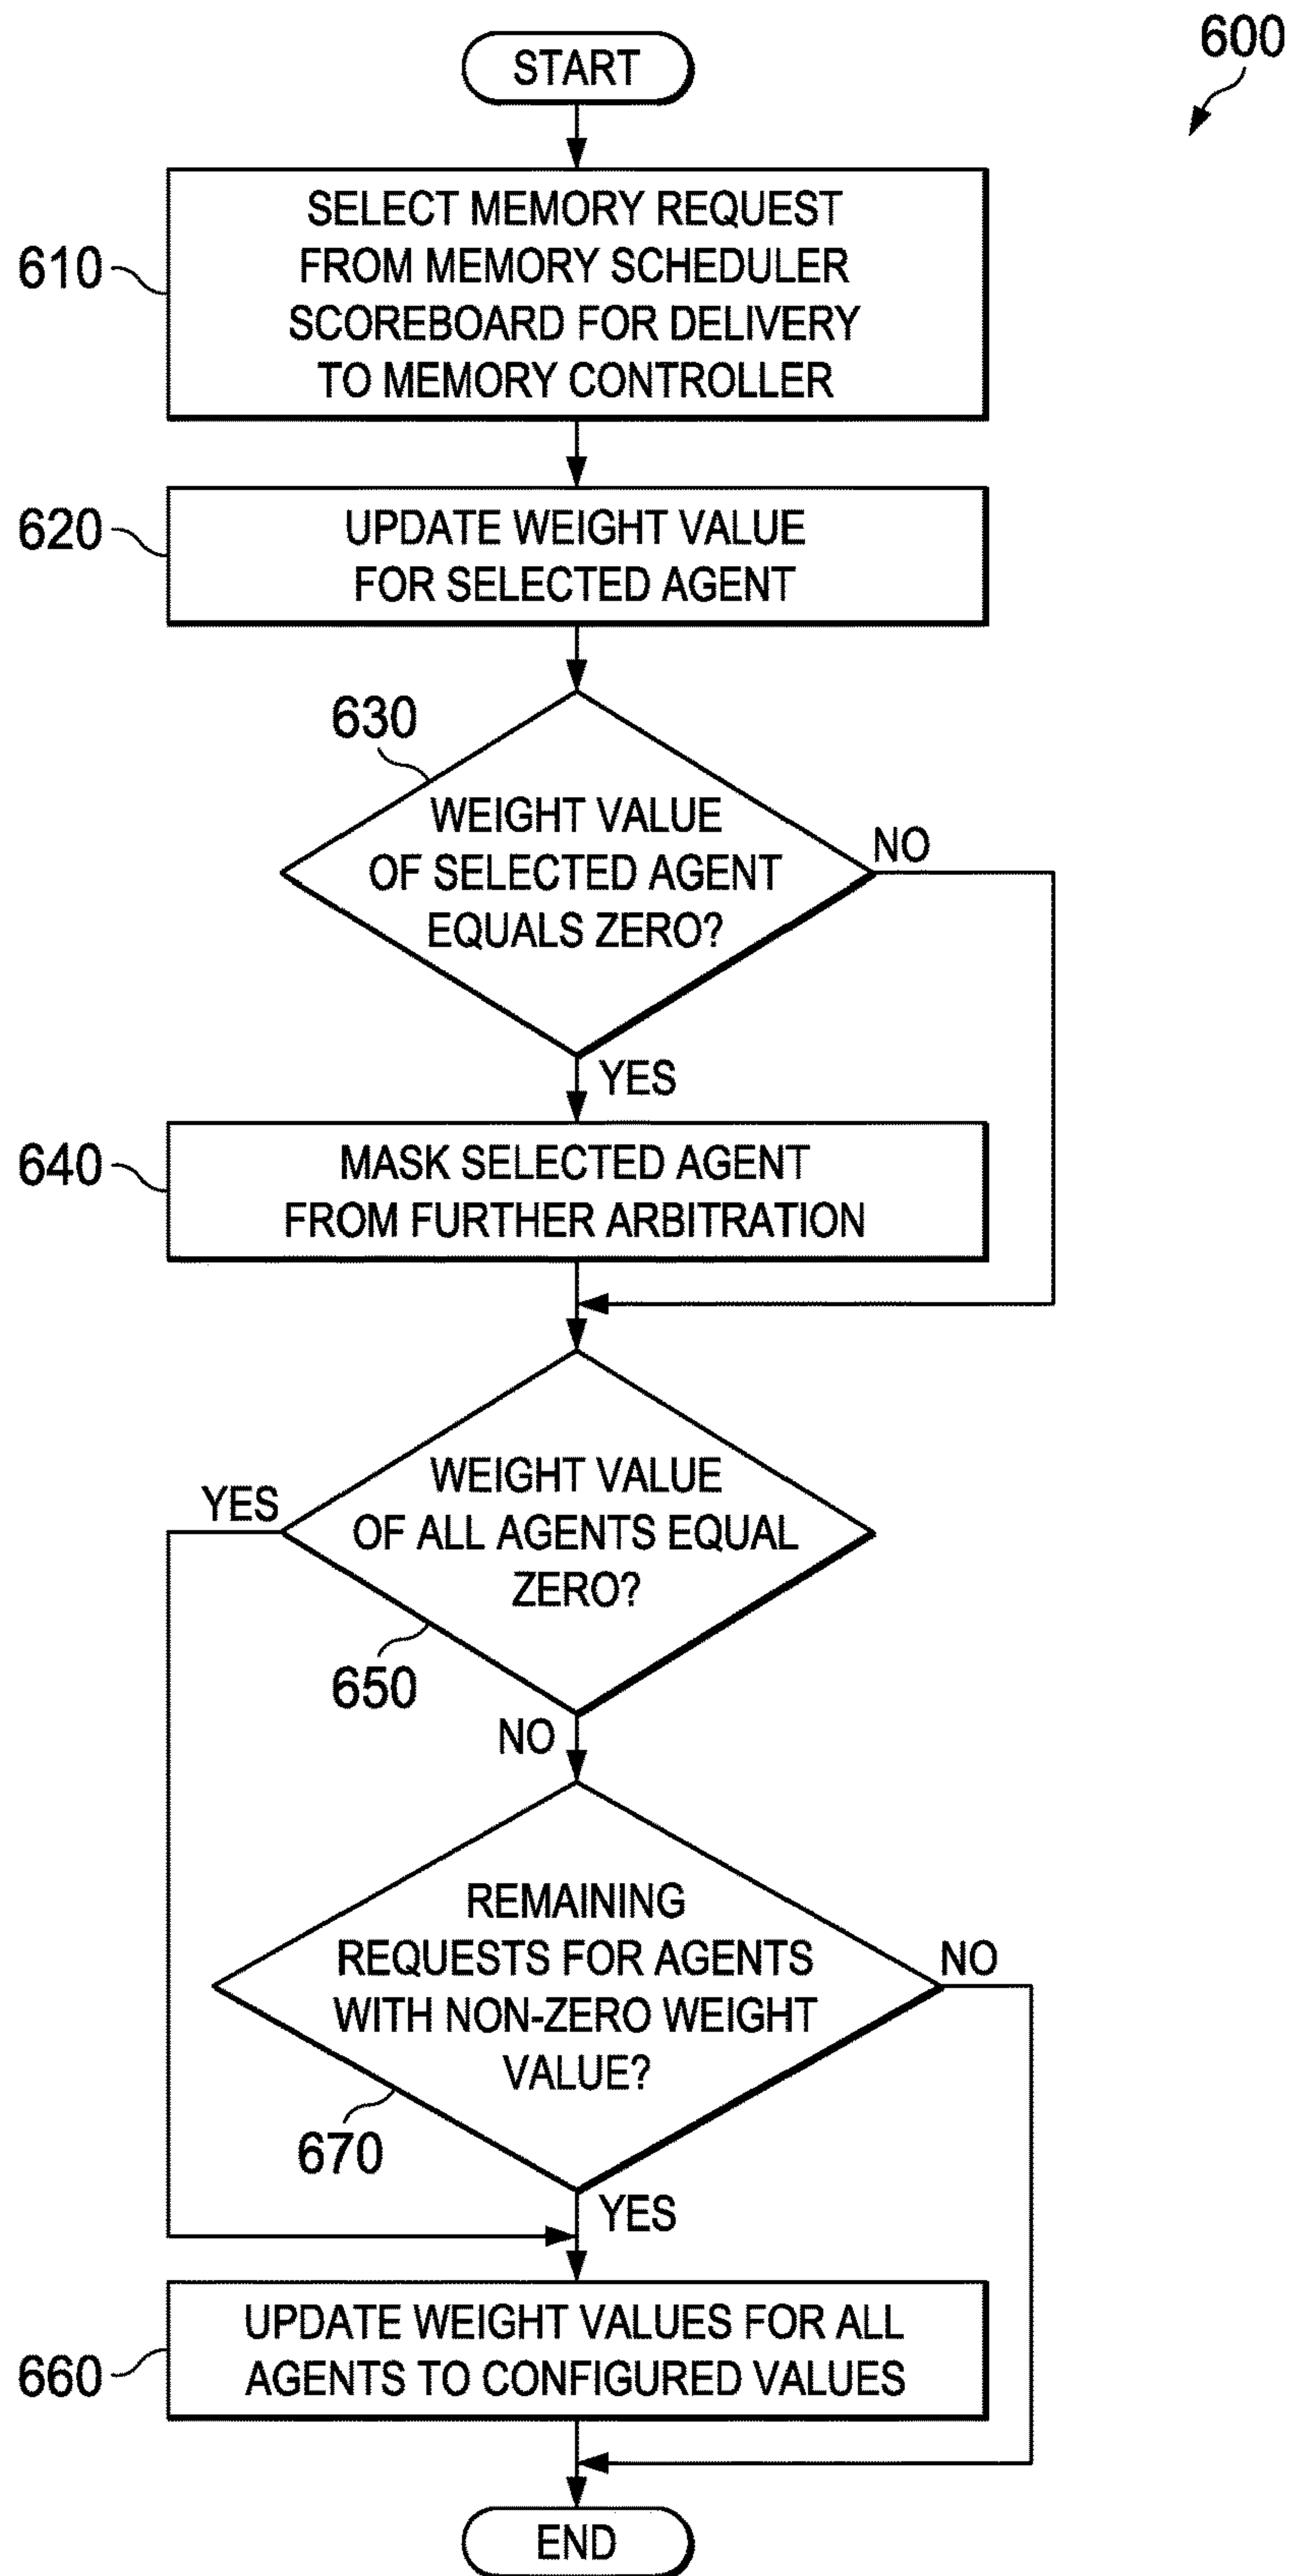 600
START
610
SELECT MEMORY REQUEST
FROM MEMORY SCHEDULER
SCOREBOARD FOR DELIVERY
TO MEMORY CONTROLLER
620
UPDATE WEIGHT VALUE
FOR SELECTED AGENT
630
WEIGHT VALUE
OF SELECTED AGENT
EQUALS ZERO?
NO
YES
640
MASK SELECTED AGENT
FROM FURTHER ARBITRATION
WEIGHT VALUE
OF ALL AGENTS EQUAL
ZERO?
YES
650
NO
REMAINING
REQUESTS FOR AGENTS
WITH NON-ZERO WEIGHT
VALUE?
NO
670
YES
660
UPDATE WEIGHT VALUES FOR ALL
AGENTS TO CONFIGURED VALUES
END